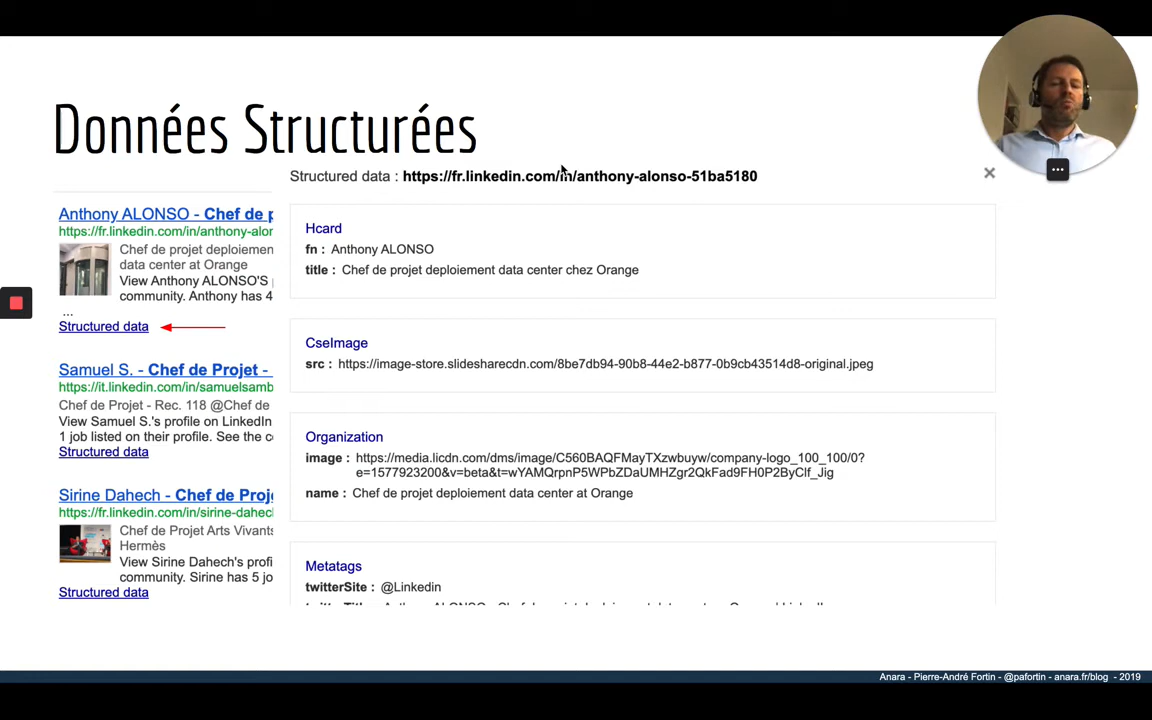 Données Structurées
Structured data : https://fr.linkedin.com/in/anthony-alonso-51ba5180
Anthony ALONSO - Chef de p
https://fr.linkedin.com/in/anthony-alor
Chef de projet deploiemen
data center at Orange
View Anthony ALONSO'S
community. Anthony has 4
...
Structured data
Samuel S. - Chef de Projet -
https://it.linkedin.com/in/samuelsamb
Chef de Projet - Rec. 118 @Chef de
View Samuel S.'s profile on LinkedIn
1 job listed on their profile. See the co
Structured data
Sirine Dahech - Chef de Proje
https://fr.linkedin.com/in/sirine-dahec
Chef de Projet Arts Vivants
Hermès
View Sirine Dahech's profi
community. Sirine has 5 jo
Structured data
Hcard
fn : Anthony ALONSO
title : Chef de projet deploiement data center chez Orange
CseImage
src : https://image-store.slidesharecdn.com/8be7db94-90b8-44e2-b877-0b9cb43514d8-original.jpeg
Organization
image : https://media.licdn.com/dms/image/C560BAQFMayTXzwbuyw/company-logo_100_100/0?
e=1577923200&v=beta&t=wYAMQrpnP5WPbZDaUMHZgr2QkFad9FH0P2ByClf_Jig
name : Chef de projet deploiement data center at Orange
Metatags
twitterSite : @Linkedin
Anara - Pierre-André Fortin - @pafortin - anara.fr/blog - 2019